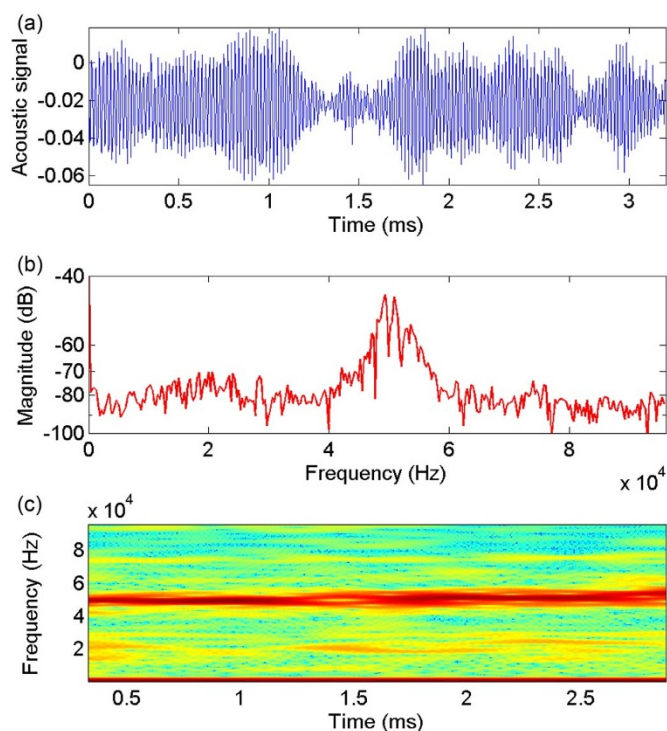 (a)
Acoustic signal
0
-0.02
-0.04
-0.06
0 0.5 1 1.5 2 2.5 3
Time (ms)
(b)
Magnitude (dB)
-40
-60
-70
-80
-100
0 2 4 6 8
Frequency (Hz) x 10^4
(c)
x 10^4
Frequency (Hz)
8
6
4
2
0.5 1 1.5 2 2.5
Time (ms)